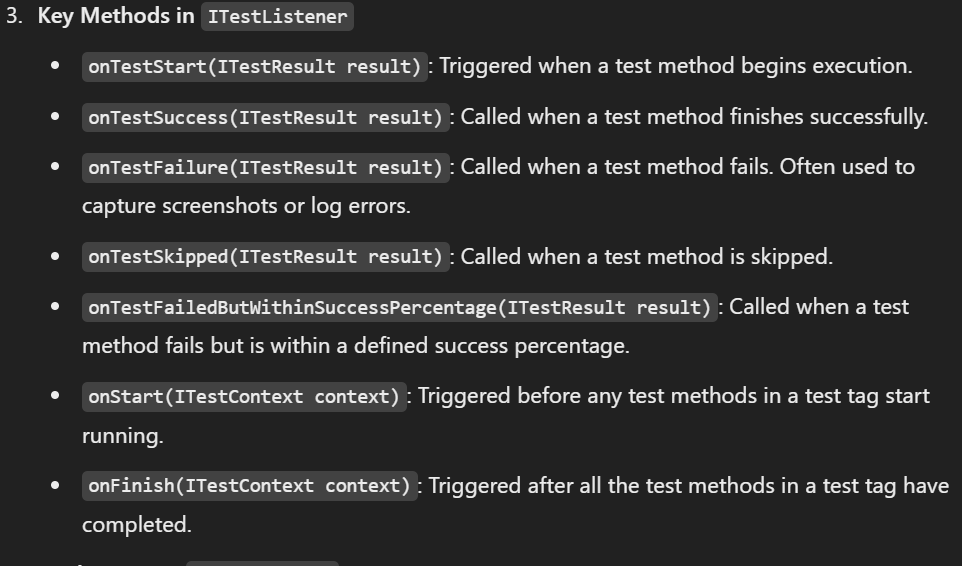 3. Key Methods in ITestListener
• onTestStart(ITestResult result): Triggered when a test method begins execution.
• onTestSuccess(ITestResult result): Called when a test method finishes successfully.
• onTestFailure(ITestResult result): Called when a test method fails. Often used to
capture screenshots or log errors.
• onTestSkipped(ITestResult result): Called when a test method is skipped.
• onTestFailedButWithinSuccessPercentage(ITestResult result): Called when a test
method fails but is within a defined success percentage.
• onStart(ITestContext context): Triggered before any test methods in a test tag start
running.
• onFinish(ITestContext context): Triggered after all the test methods in a test tag have
completed.